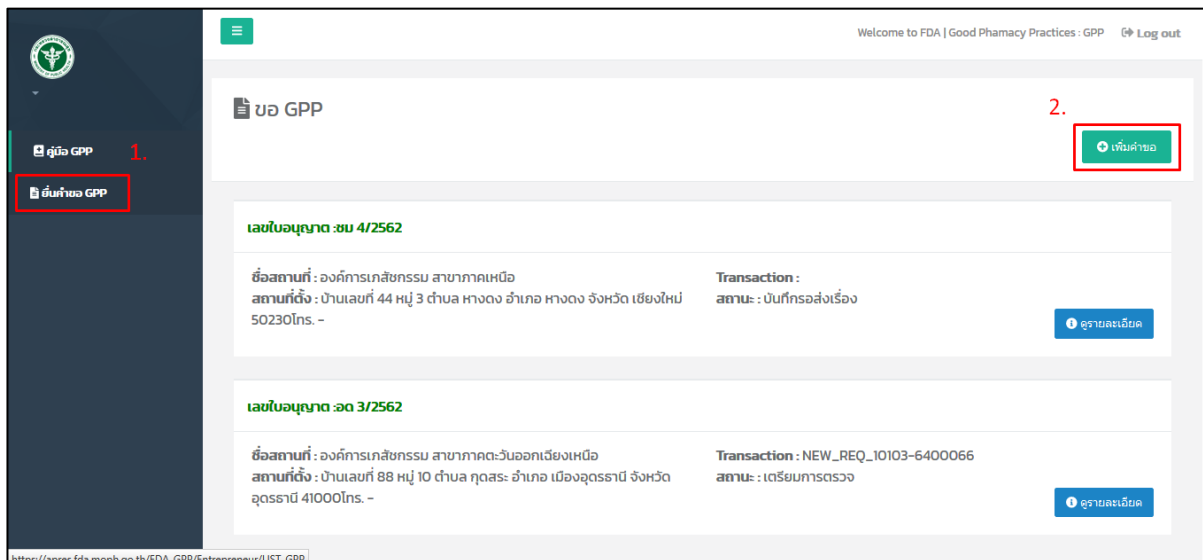 Welcome to FDA | Good Phamacy Practices : GPP Log out
ขอ GPP
2.
เพิ่มคำขอ
คู่มือ GPP
1.
ยื่นคำขอ GPP
เลขใบอนุญาต :ชม 4/2562
ชื่อสถานที่ : องค์การเภสัชกรรม สาขาภาคเหนือ
สถานที่ตั้ง : บ้านเลขที่ 44 หมู่ 3 ตำบล หางดง อำเภอ หางดง จังหวัด เชียงใหม่
50230โทร. -
Transaction :
สถานะ : บันทึกรอส่งเรื่อง
ดูรายละเอียด
เลขใบอนุญาต :อด 3/2562
ชื่อสถานที่ : องค์การเภสัชกรรม สาขาภาคตะวันออกเฉียงเหนือ
สถานที่ตั้ง : บ้านเลขที่ 88 หมู่ 10 ตำบล กุดสระ อำเภอ เมืองอุดรธานี จังหวัด
อุดรธานี 41000โทร. -
Transaction : NEW_REQ_10103-6400066
สถานะ : เตรียมการตรวจ
ดูรายละเอียด
https://apres.fda.moph.go.th/FDA_GPP/Entrepreneur/LIST_GPP